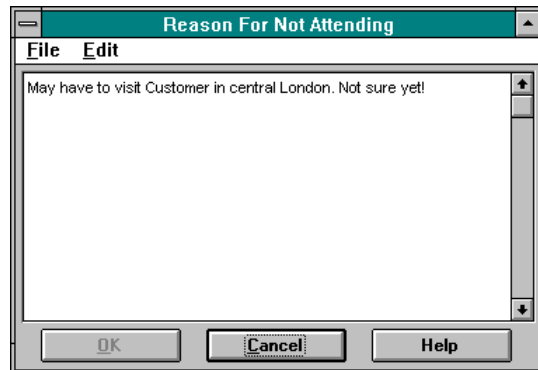 Reason For Not Attending
File Edit
May have to visit Customer in central London. Not sure yet!
OK Cancel Help